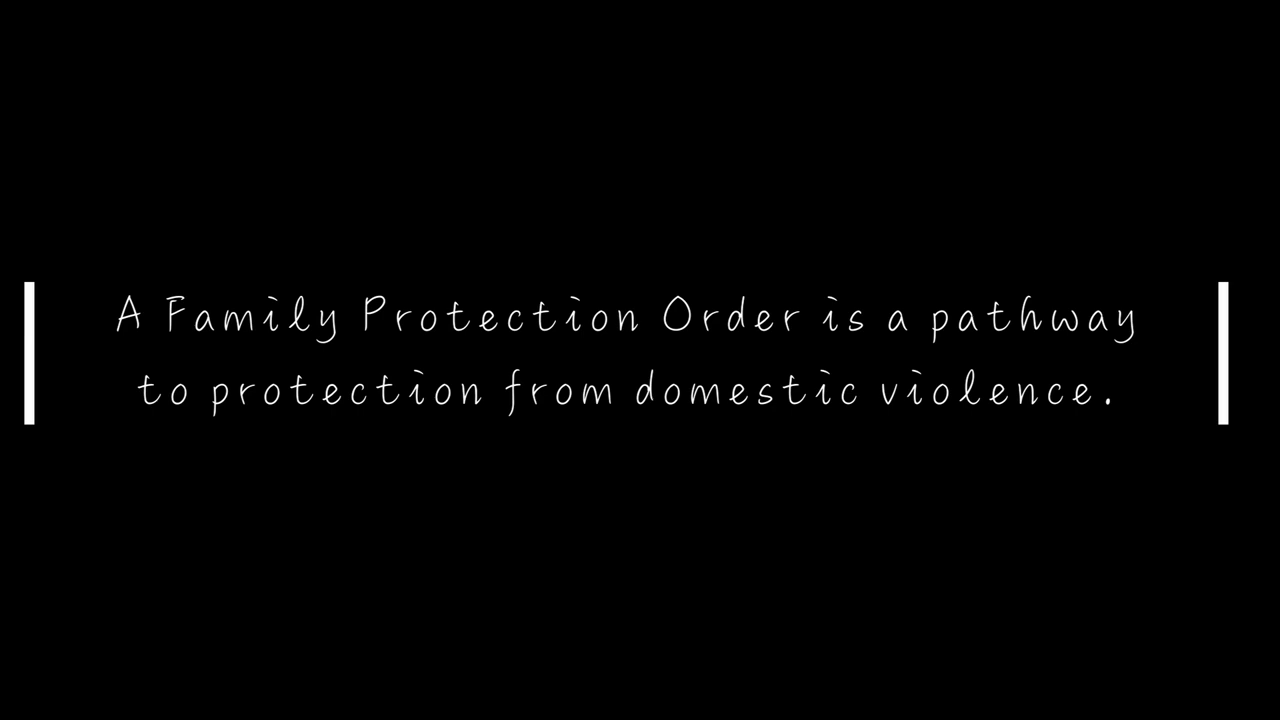 A Family Protection Order is a pathway
to protection from domestic violence.